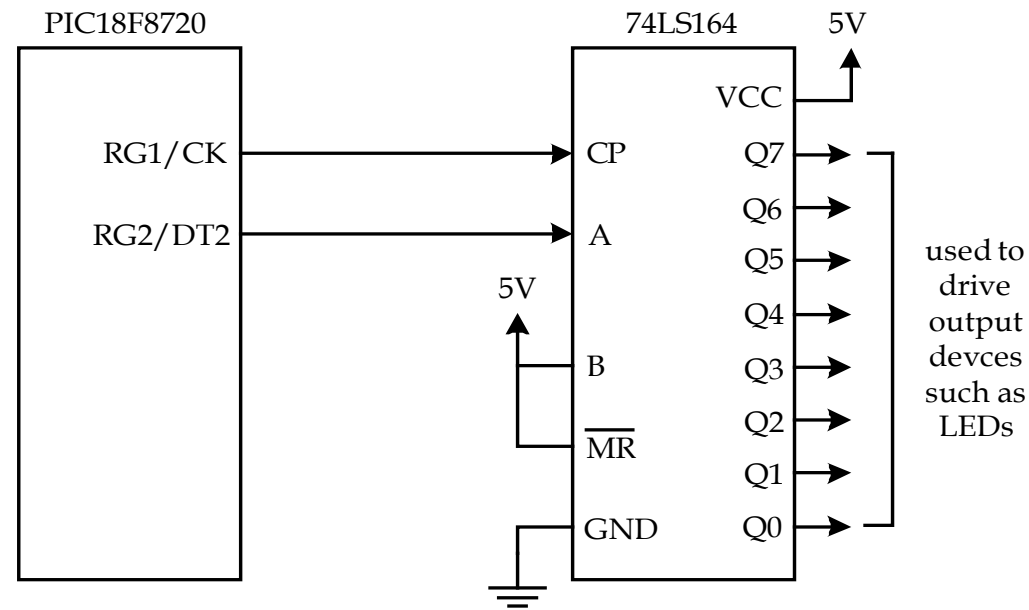 PIC18F8720
74LS164
5V
VCC
RG1/CK
CP
Q7
Q6
RG2/DT2
A
Q5
used to
drive
output
devces
such as
LEDs
5V
Q4
B
Q3
Q2
MR
Q1
GND
Q0